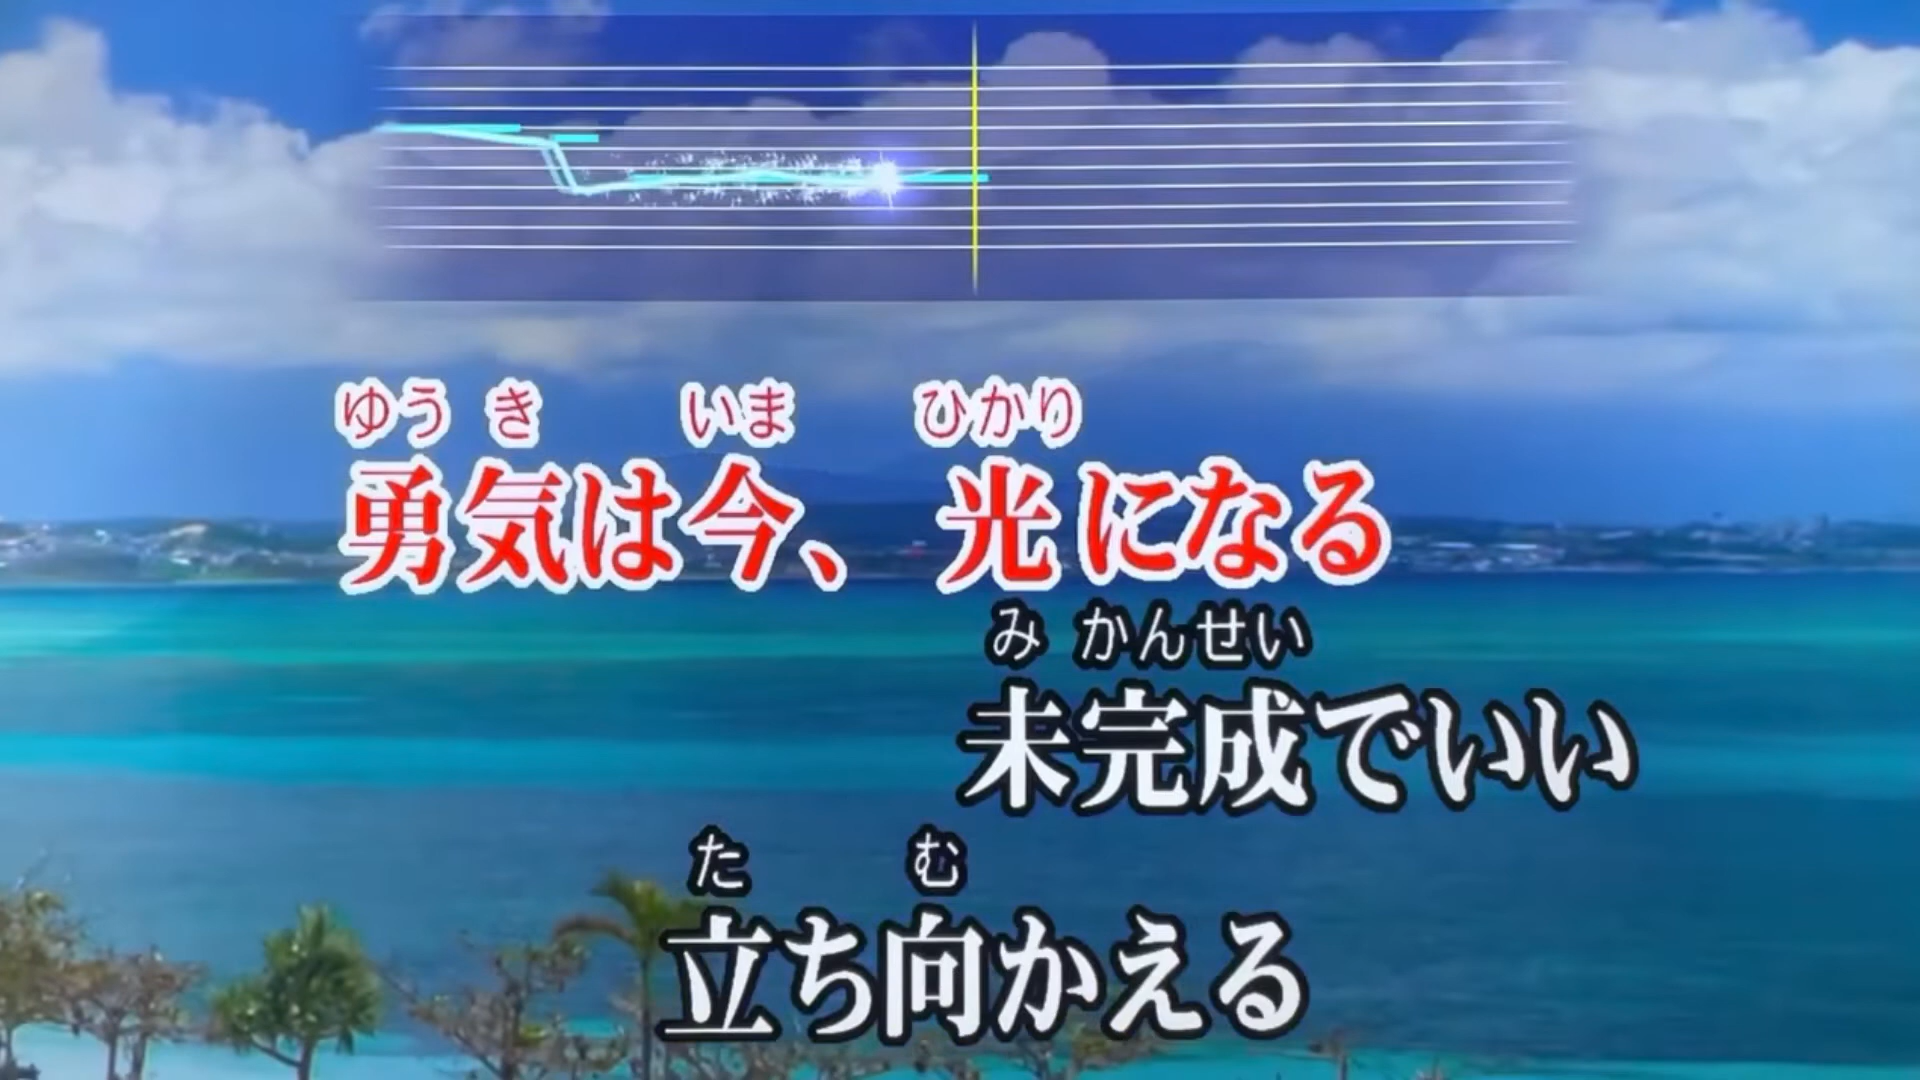 ゆうき いま ひかり
勇気は今、 光になる
みかんせい
未完成でいい
た む
立ち向かえる